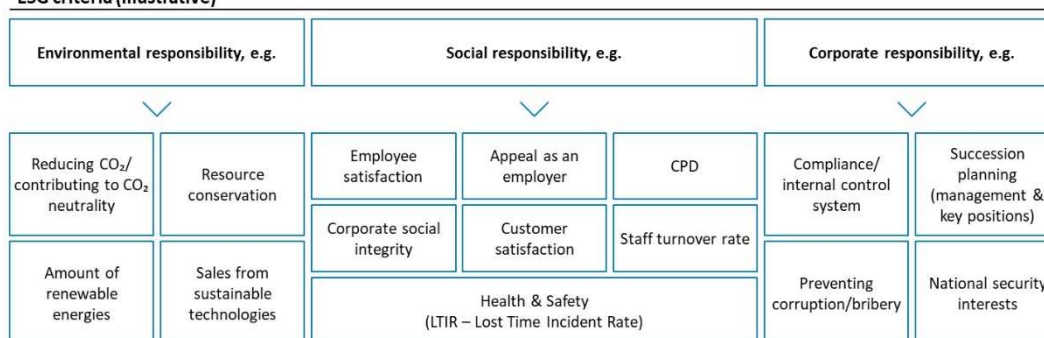 ESG criteria (illustrative)
Environmental responsibility, e.g.
Social responsibility, e.g.
Corporate responsibility, e.g.
Reducing CO₂/
contributing to CO₂
neutrality
Resource
conservation
Amount of
renewable
energies
Sales from
sustainable
technologies
Employee
satisfaction
Appeal as an
employer
CPD
Corporate social
integrity
Customer
satisfaction
Staff turnover rate
Health & Safety
(LTIR – Lost Time Incident Rate)
Compliance/
internal control
system
Succession
planning
(management &
key positions)
Preventing
corruption/bribery
National security
interests